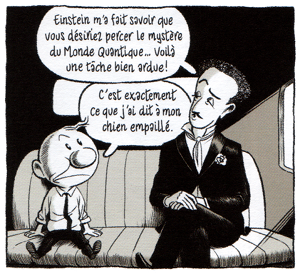 Einstein m'a fait savoir que
vous désiriez percer le mystère
du Monde Quantique... Voilà
une tâche bien ardue!
C'est exactement
ce que j'ai dit à mon
chien empaillé.